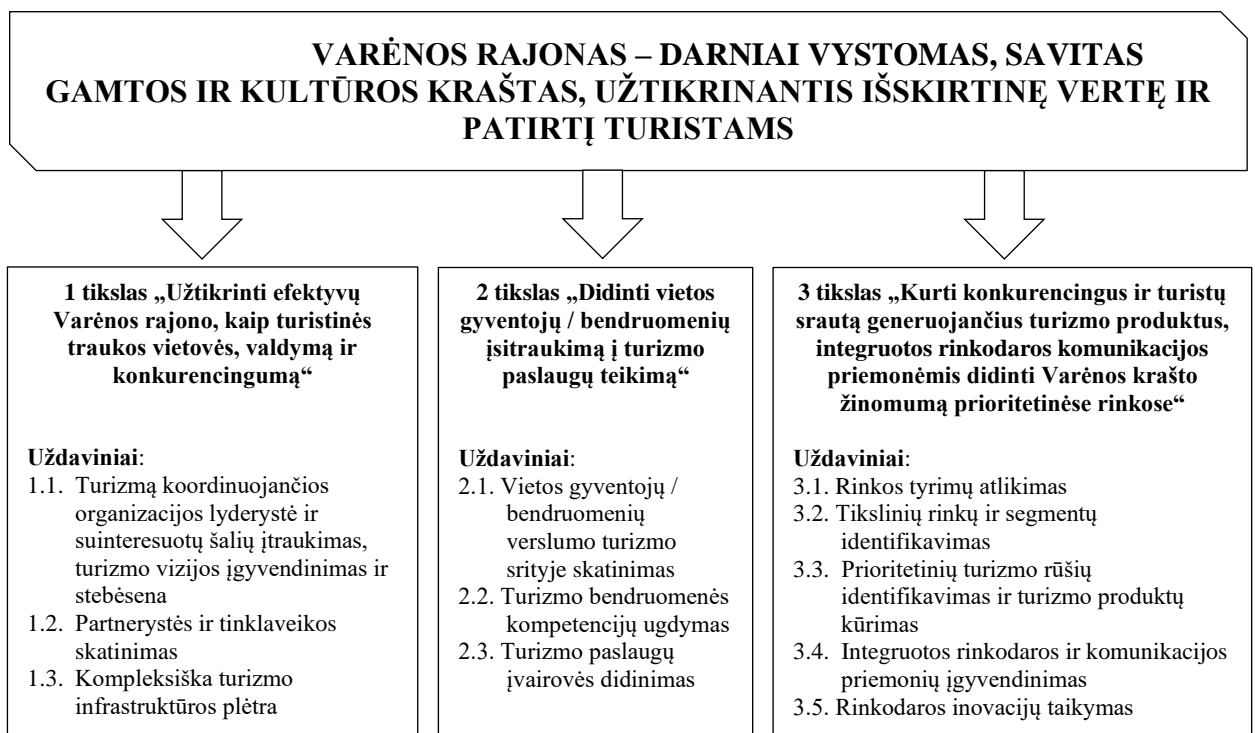 VARĖNOS RAJONAS – DARNIAI VYSTOMAS, SAVITAS
GAMTOS IR KULTŪROS KRAŠTAS, UŽTIKRINANTIS IŠSKIRTINĘ VERTĘ IR
PATIRTĮ TURISTAMS
1 tikslas „Užtikrinti efektyvų
Varėnos rajono, kaip turistinės
traukos vietovės, valdymą ir
konkurencingumą“
Uždaviniai:
1.1. Turizmą koordinuojančios
organizacijos lyderystė ir
suinteresuotų šalių įtraukimas,
turizmo vizijos įgyvendinimas ir
stebėsena
1.2. Partnerystės ir tinklaveikos
skatinimas
1.3. Kompleksiška turizmo
infrastruktūros plėtra
2 tikslas „Didinti vietos
gyventojų / bendruomenių
įsitraukimą į turizmo
paslaugų teikimą“
Uždaviniai:
2.1. Vietos gyventojų /
bendruomenių
verslumo turizmo
srityje skatinimas
2.2. Turizmo bendruomenės
kompetencijų ugdymas
2.3. Turizmo paslaugų
įvairovės didinimas
3 tikslas „Kurti konkurencingus ir turistų
srautą generuojančius turizmo produktus,
integruotos rinkodaros komunikacijos
priemonėmis didinti Varėnos krašto
žinomumą prioritetinėse rinkose“
Uždaviniai:
3.1. Rinkos tyrimų atlikimas
3.2. Tikslinių rinkų ir segmentų
identifikavimas
3.3. Prioritetinių turizmo rūšių
identifikavimas ir turizmo produktų
kūrimas
3.4. Integruotos rinkodaros ir komunikacijos
priemonių įgyvendinimas
3.5. Rinkodaros inovacijų taikymas